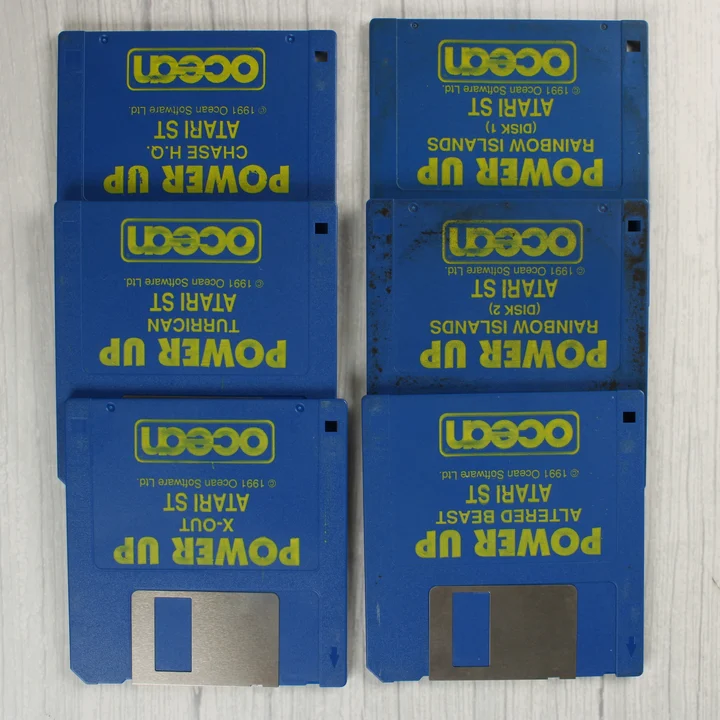 POWER UP
CHASE H.Q.
ATARI ST
© 1991 Ocean Software Ltd.
ocean
POWER UP
RAINBOW ISLANDS
(DISK 1)
ATARI ST
© 1991 Ocean Software Ltd.
ocean
POWER UP
TURRICAN
ATARI ST
© 1991 Ocean Software Ltd.
ocean
POWER UP
RAINBOW ISLANDS
(DISK 2)
ATARI ST
© 1991 Ocean Software Ltd.
ocean
POWER UP
X-OUT
ATARI ST
© 1991 Ocean Software Ltd.
ocean
POWER UP
ALTERED BEAST
ATARI ST
© 1991 Ocean Software Ltd.
ocean